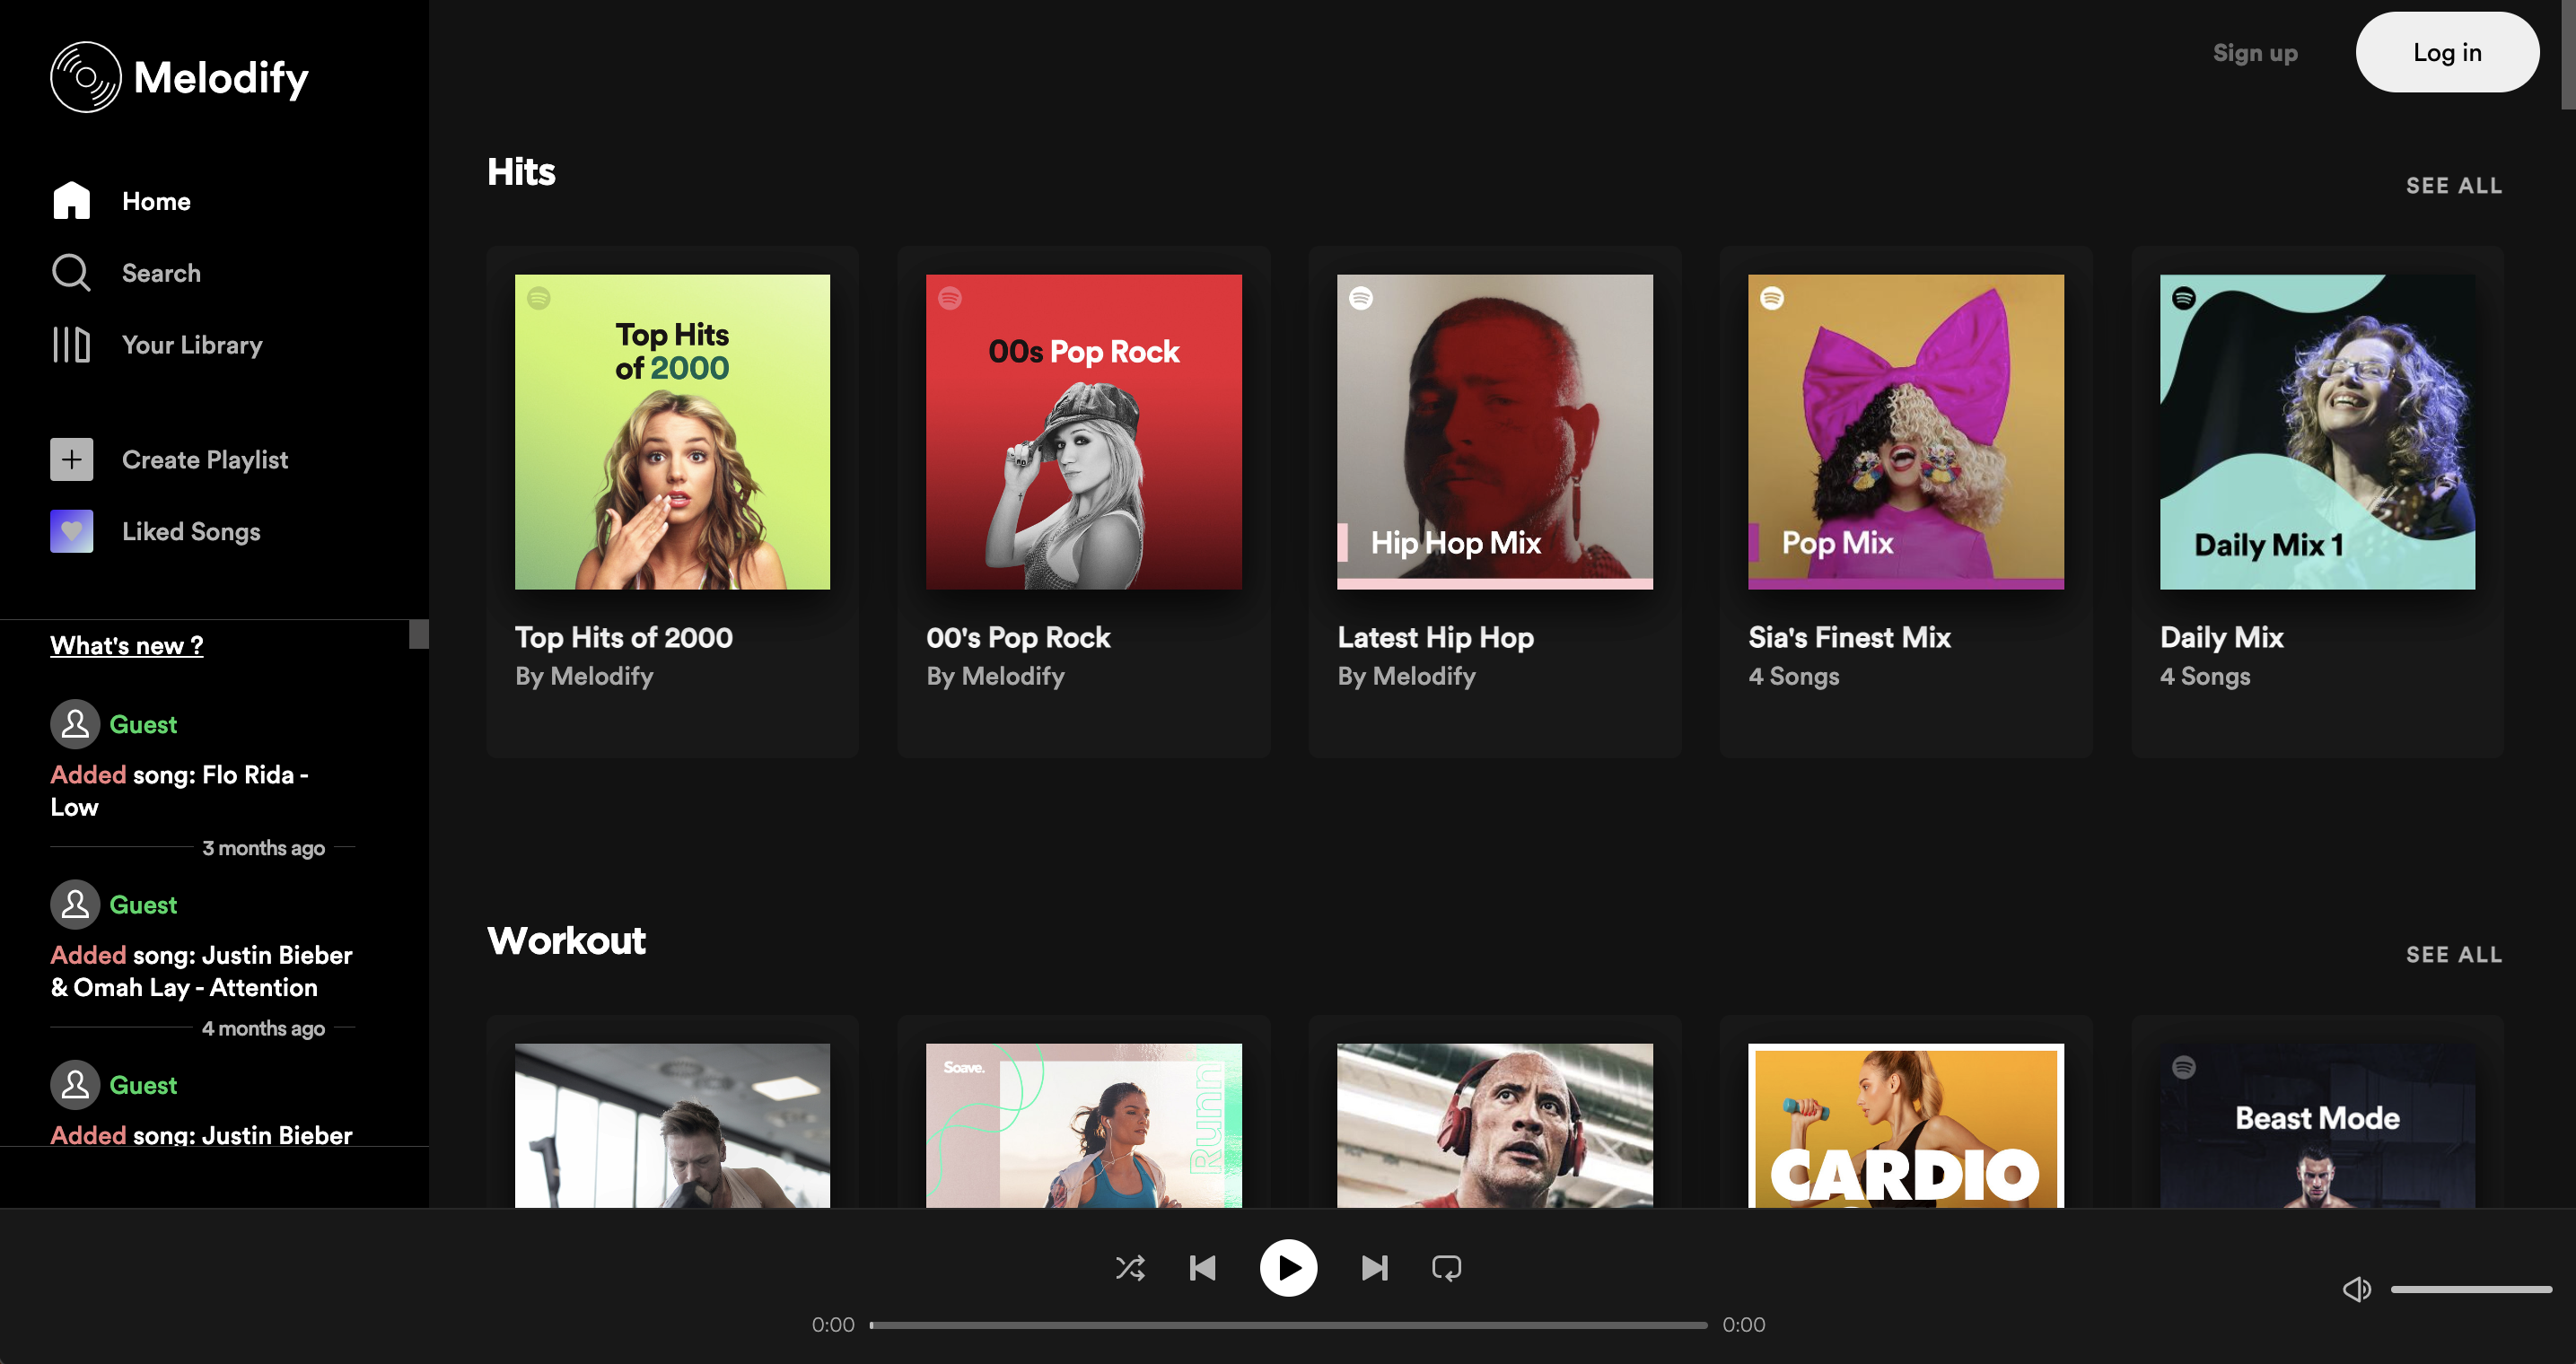 Melodify
Home
Search
Your Library
Create Playlist
Liked Songs
What's new ?
Guest
Added song: Flo Rida -
Low
3 months ago
Guest
Added song: Justin Bieber
& Omah Lay - Attention
4 months ago
Guest
Added song: Justin Bieber
Sign up
Log in
Hits
SEE ALL
Top Hits
of 2000
00s Pop Rock
Hip Hop Mix
Pop Mix
Daily Mix 1
Top Hits of 2000
By Melodify
00's Pop Rock
By Melodify
Latest Hip Hop
By Melodify
Sia's Finest Mix
4 Songs
Daily Mix
4 Songs
Workout
SEE ALL
Soave.
Runn
CARDIO
Beast Mode
0:00
0:00